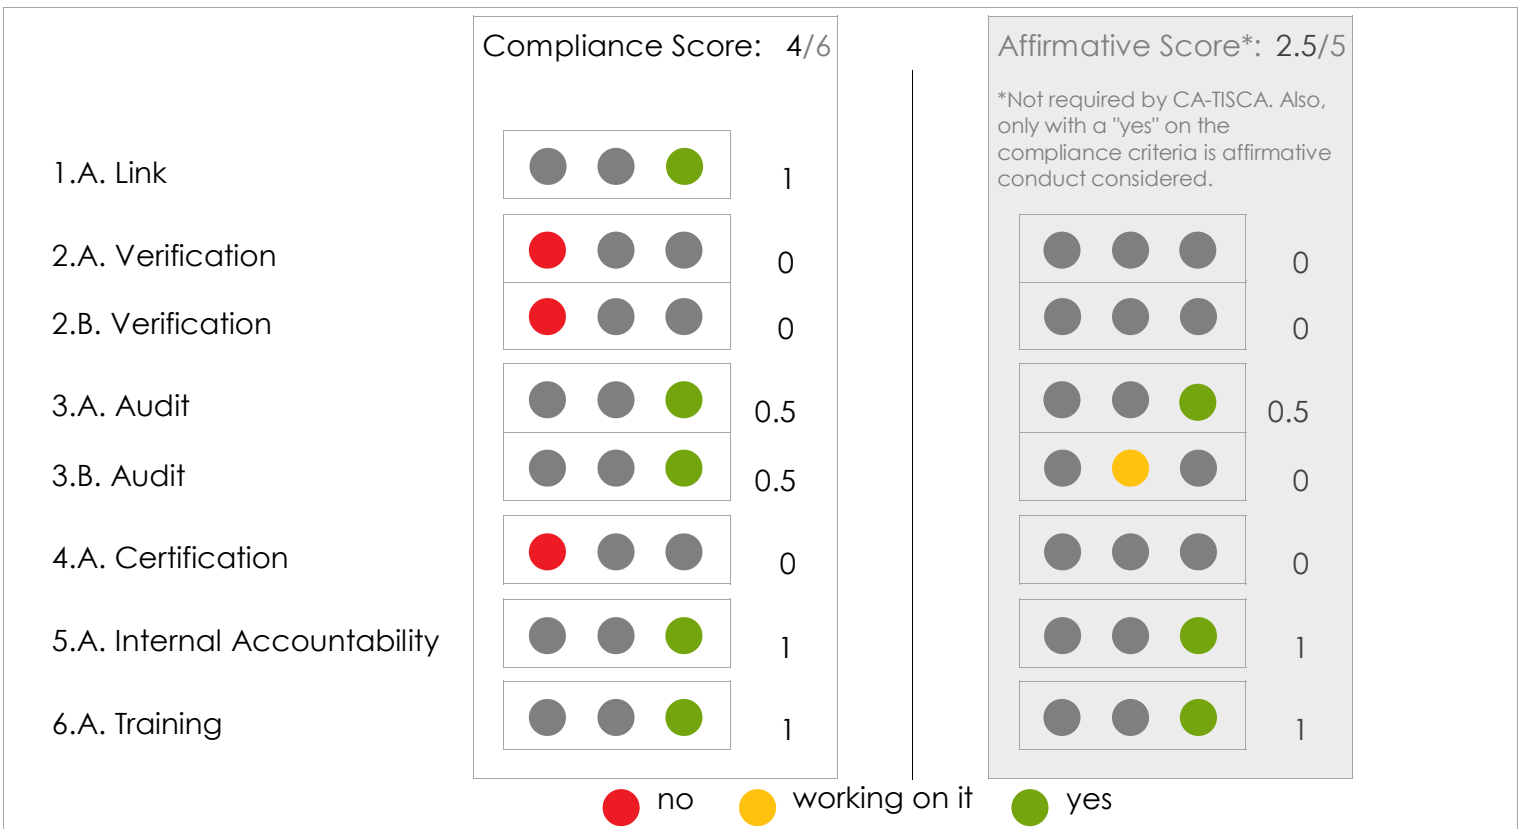 Compliance Score: 4/6
Affirmative Score*: 2.5/5
*Not required by CA-TISCA. Also,
only with a "yes" on the
compliance criteria is affirmative
conduct considered.
1.A. Link 1
2.A. Verification 0 0
2.B. Verification 0 0
3.A. Audit 0.5 0.5
3.B. Audit 0.5 0
4.A. Certification 0 0
5.A. Internal Accountability 1 1
6.A. Training 1 1
no working on it yes